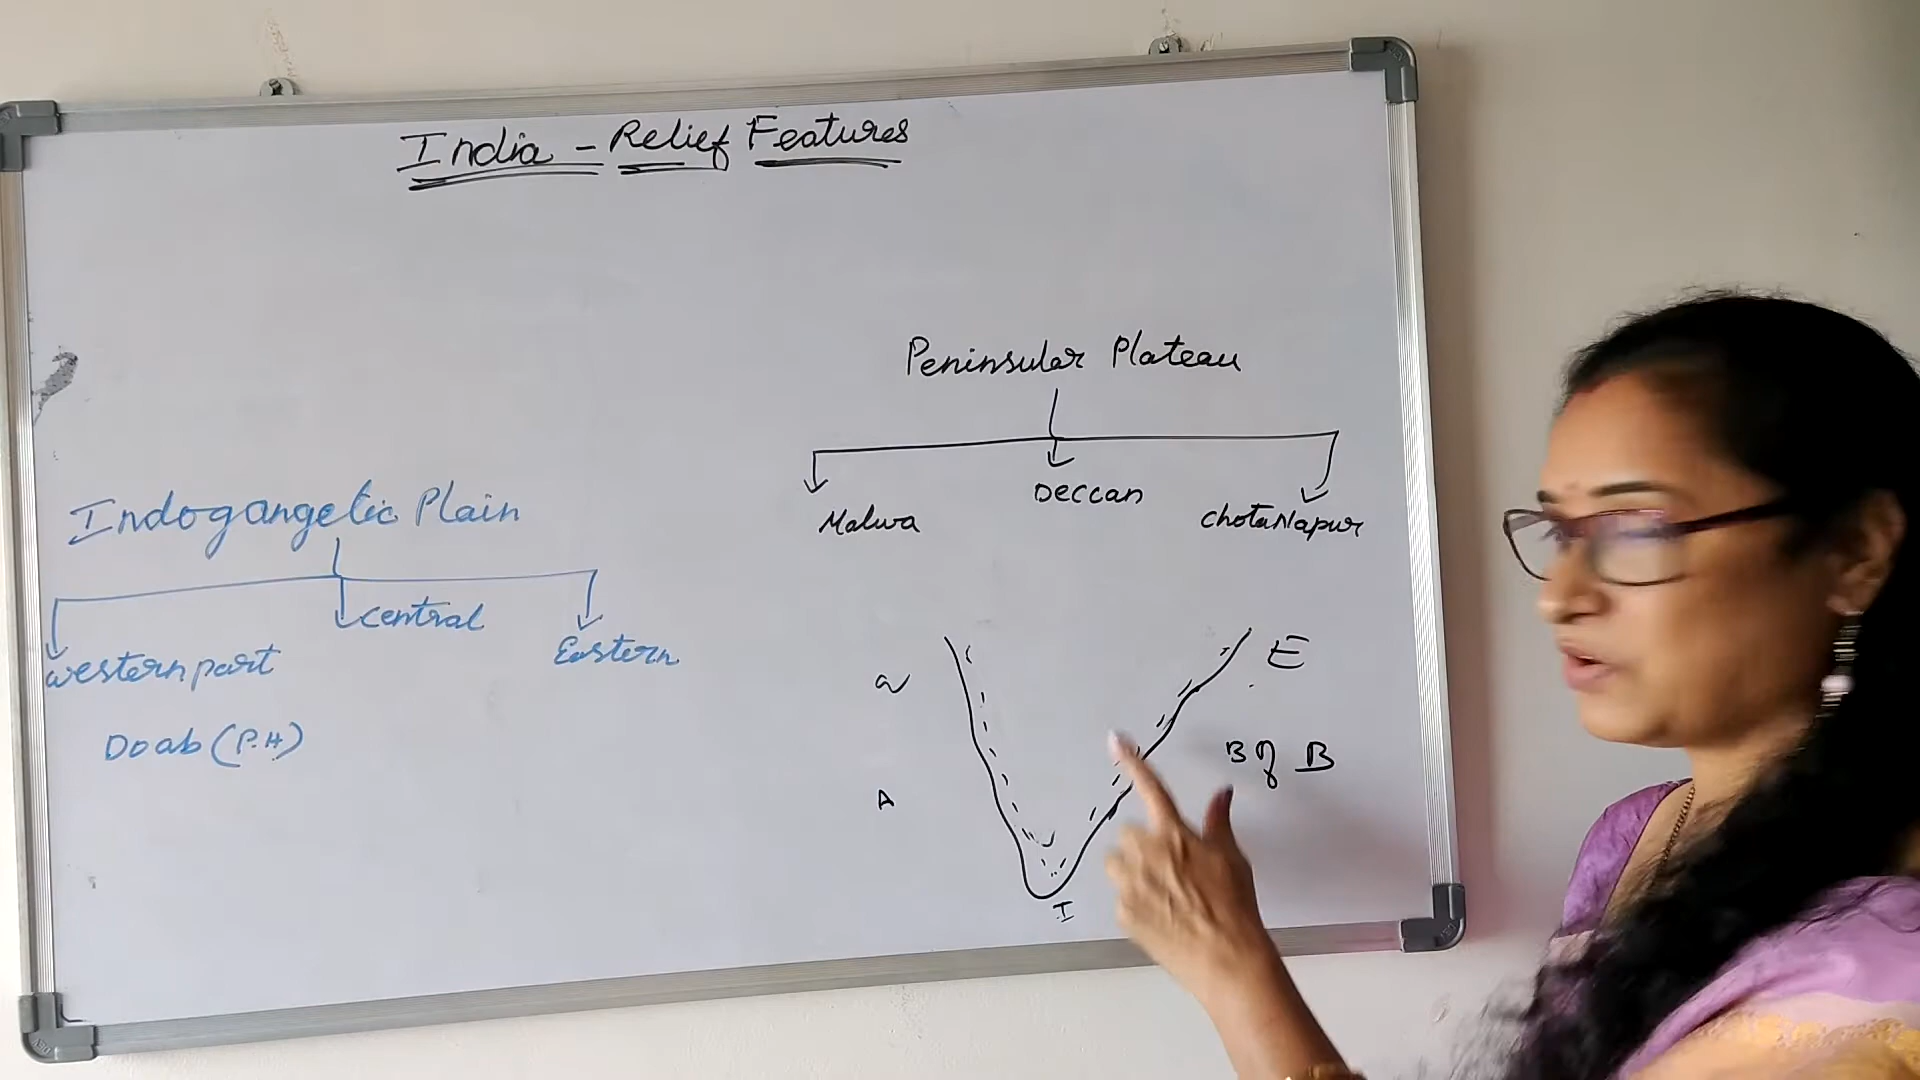 India - Relief Features
Peninsular Plateau
Malwa
Deccan
ChotaNapur
Indogangetic Plain
Western part
Central
Eastern
Doab (P.H)
W
E
A
B of B
I